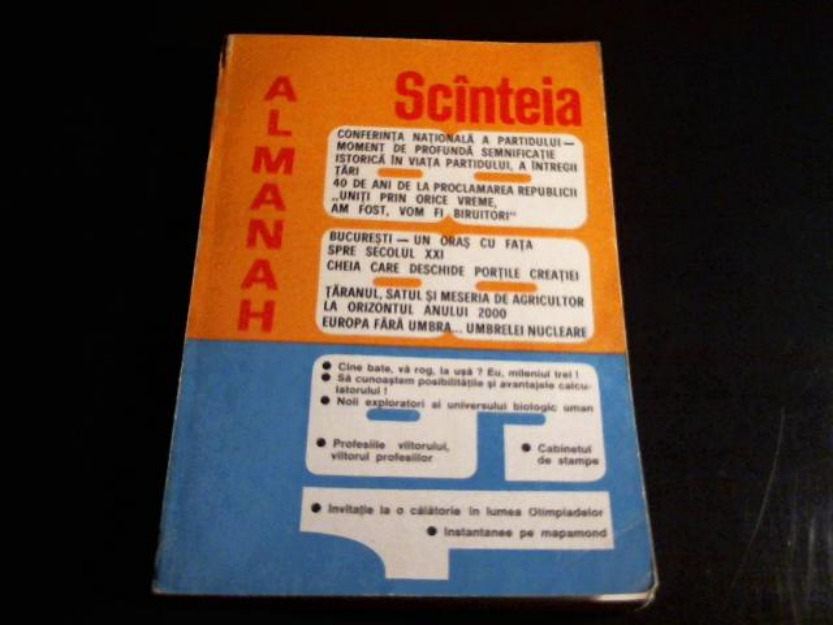 ALMANAH
Scînteia
CONFERINȚA NAȚIONALĂ A PARTIDULUI —
MOMENT DE PROFUNDĂ SEMNIFICAȚIE
ISTORICĂ ÎN VIAȚA PARTIDULUI, A ÎNTREGII
ȚĂRI
40 DE ANI DE LA PROCLAMAREA REPUBLICII
„UNIȚI PRIN ORICE VREME,
AM FOST, VOM FI BIRUITORI"
BUCUREȘTI — UN ORAȘ CU FAȚA
SPRE SECOLUL XXI
CHEIA CARE DESCHIDE PORȚILE CREAȚIEI
ȚĂRANUL, SATUL ȘI MESERIA DE AGRICULTOR
LA ORIZONTUL ANULUI 2000
EUROPA FĂRĂ UMBRA... UMBRELEI NUCLEARE
● Cine bate, vă rog, la ușă ? Eu, mileniul trei !
● Să cunoaștem posibilitățile și avantajele calcu-
latorului !
● Noii exploratori ai universului biologic uman
● Profesiile viitorului,
viitorul profesiilor
● Cabinetul
de stampe
● Invitație la o călătorie în lumea Olimpiadelor
● Instantanee pe mapamond